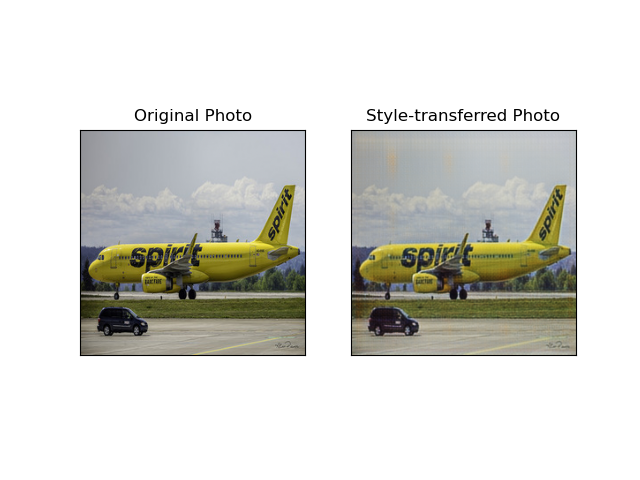 Original Photo
Style-transferred Photo
spirit
spirit
spirit
spirit